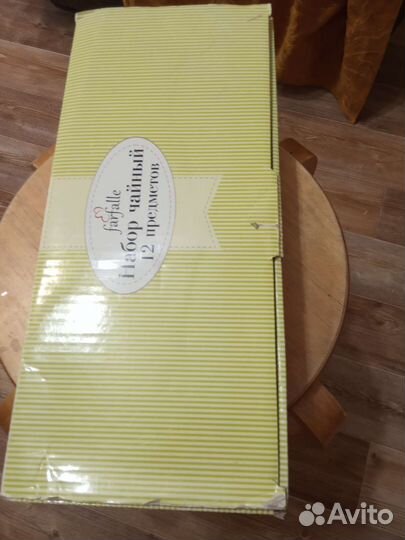 farfalle
Набор чайный
12 предметов
Avito